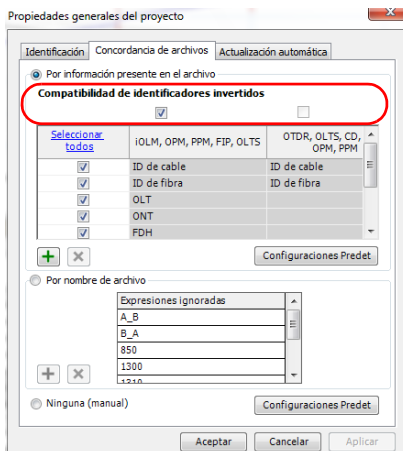 Propiedades generales del proyecto
Identificación Concordancia de archivos Actualización automática
Por información presente en el archivo
Compatibilidad de identificadores invertidos
Seleccionar todos
iOLM, OPM, PPM, FIP, OLTS
OTDR, OLTS, CD, OPM, PPM
ID de cable ID de cable
ID de fibra ID de fibra
OLT
ONT
FDH
Configuraciones Predet
Por nombre de archivo
Expresiones ignoradas
A_B
B_A
850
1300
1310
Ninguna (manual) Configuraciones Predet
Aceptar Cancelar Aplicar